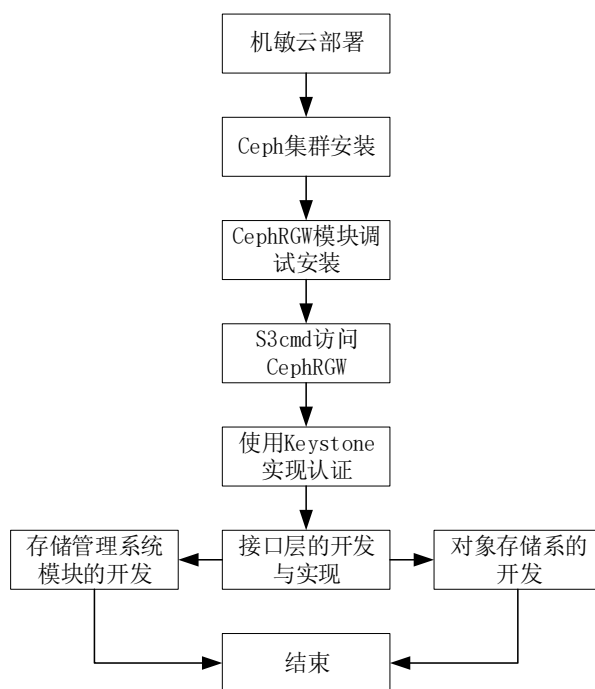 机敏云部署
Ceph集群安装
CephRGW模块调
试安装
S3cmd访问
CephRGW
使用Keystone
实现认证
存储管理系统
模块的开发
接口层的开发
与实现
对象存储系的
开发
结束